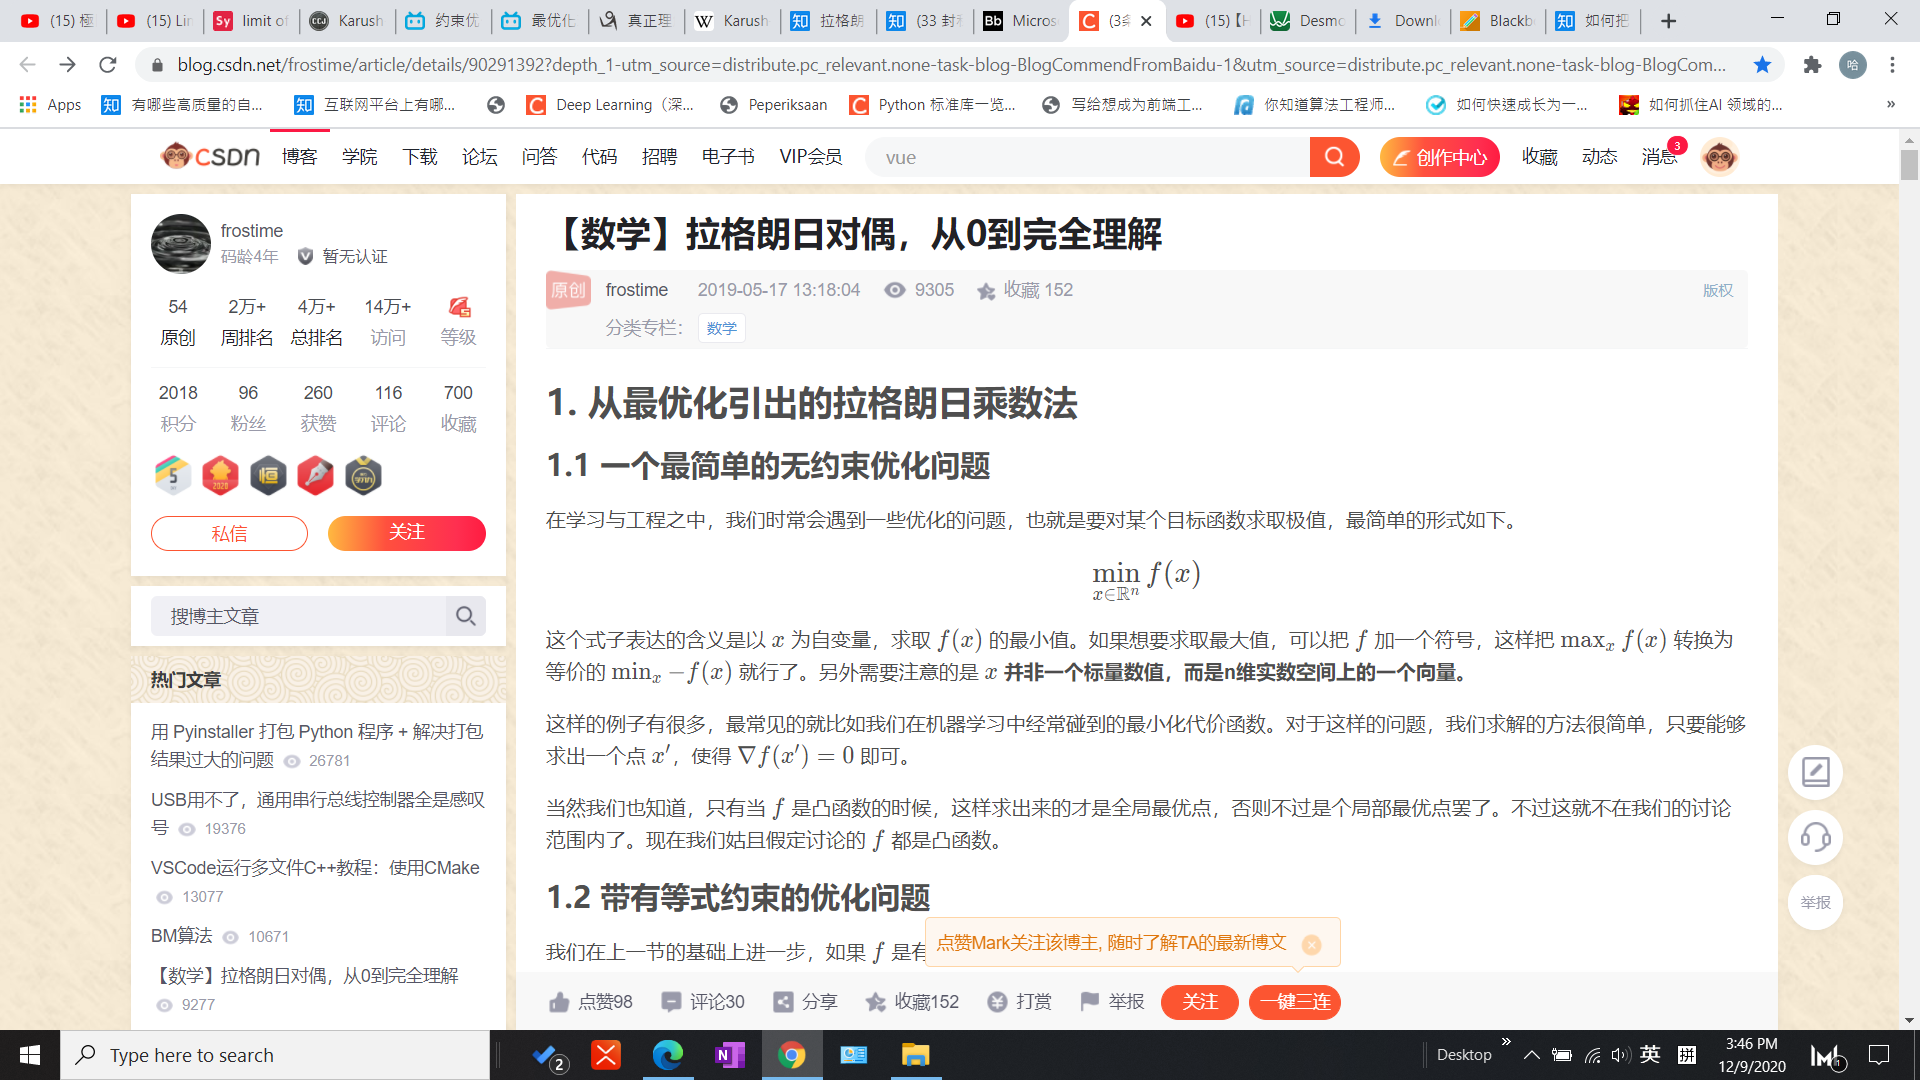 (15) 極
(15) Lin
limit of
Karush
约束优
最优化
真正理
Karush
拉格朗
(33 封
Micros
(3条
(15)【H
Desmo
Downl
Blackb
如何把
blog.csdn.net/frostime/article/details/90291392?depth_1-utm_source=distribute.pc_relevant.none-task-blog-BlogCommendFromBaidu-1&utm_source=distribute.pc_relevant.none-task-blog-BlogCom...
哈
Apps
有哪些高质量的自...
互联网平台上有哪...
Deep Learning（深...
Peperiksaan
Python 标准库一览...
写给想成为前端工...
你知道算法工程师...
如何快速成长为一...
如何抓住AI 领域的...
»
CSDN 博客 学院 下载 论坛 问答 代码 招聘 电子书 VIP会员
vue
创作中心 收藏 动态 消息 3
frostime
码龄4年 暂无认证
54 2万+ 4万+ 14万+
原创 周排名 总排名 访问 等级
2018 96 260 116 700
积分 粉丝 获赞 评论 收藏
私信 关注
搜博主文章
热门文章
用 Pyinstaller 打包 Python 程序 + 解决打包
结果过大的问题 26781
USB用不了，通用串行总线控制器全是感叹
号 19376
VSCode运行多文件C++教程：使用CMake
13077
BM算法 10671
【数学】拉格朗日对偶，从0到完全理解
9277
【数学】拉格朗日对偶，从0到完全理解
原创 frostime 2019-05-17 13:18:04 9305 收藏 152 版权
分类专栏： 数学
1. 从最优化引出的拉格朗日乘数法
1.1 一个最简单的无约束优化问题
在学习与工程之中，我们时常会遇到一些优化的问题，也就是要对某个目标函数求取极值，最简单的形式如下。
min f(x)
x∈ℝⁿ
这个式子表达的含义是以 x 为自变量，求取 f(x) 的最小值。如果想要求取最大值，可以把 f 加一个符号，这样把 maxₓ f(x) 转换为
等价的 minₓ −f(x) 就行了。另外需要注意的是 x 并非一个标量数值，而是n维实数空间上的一个向量。
这样的例子有很多，最常见的就比如我们在机器学习中经常碰到的最小化代价函数。对于这样的问题，我们求解的方法很简单，只要能够
求出一个点 x′，使得 ∇f(x′) = 0 即可。
当然我们也知道，只有当 f 是凸函数的时候，这样求出来的才是全局最优点，否则不过是个局部最优点罢了。不过这就不在我们的讨论
范围内了。现在我们姑且假定讨论的 f 都是凸函数。
1.2 带有等式约束的优化问题
我们在上一节的基础上进一步，如果 f 是有
点赞Mark关注该博主, 随时了解TA的最新博文
点赞98 评论30 分享 收藏152 打赏 举报 关注 一键三连
举报
Type here to search
2
Desktop
»
英
拼
3:46 PM
12/9/2020